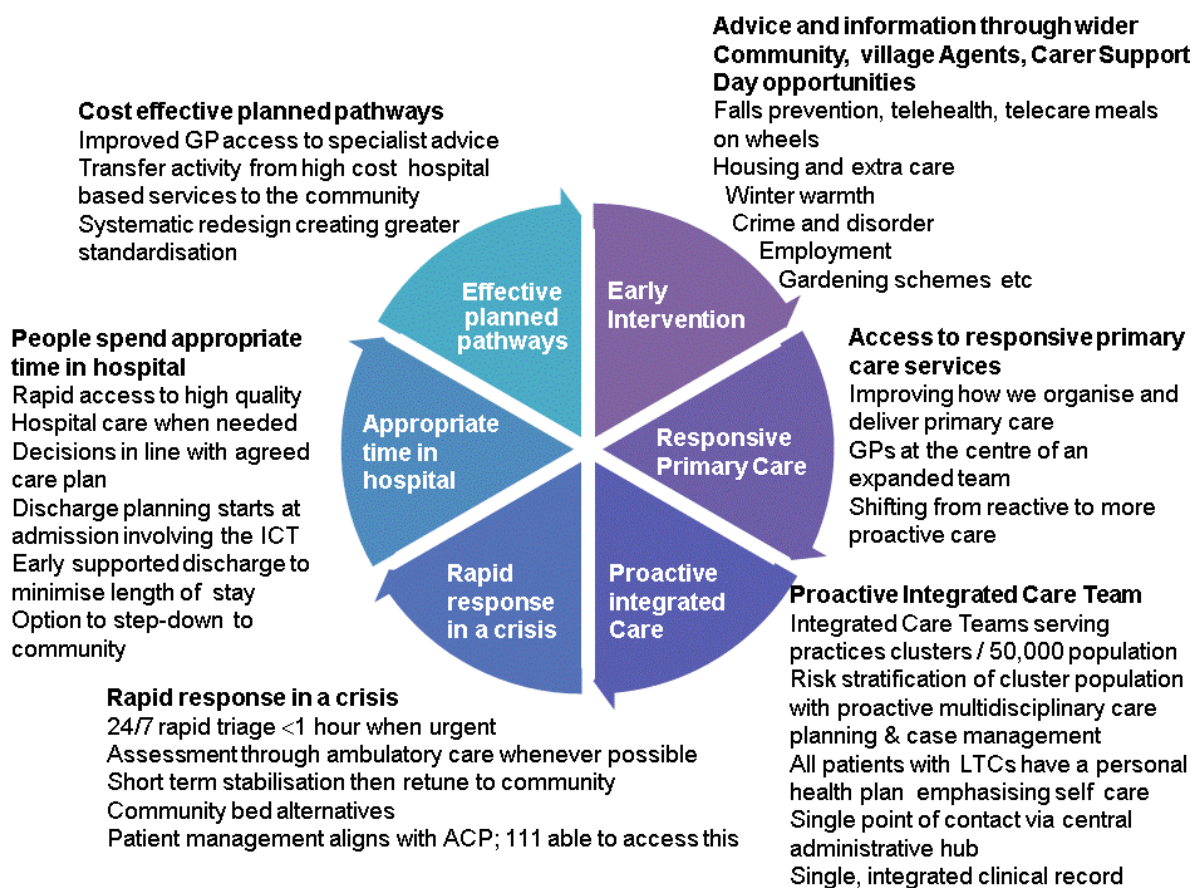 Advice and information through wider
Community, village Agents, Carer Support
Day opportunities
Falls prevention, telehealth, telecare meals
on wheels
Housing and extra care
Winter warmth
Crime and disorder
Employment
Gardening schemes etc
Cost effective planned pathways
Improved GP access to specialist advice
Transfer activity from high cost hospital
based services to the community
Systematic redesign creating greater
standardisation
Effective
planned
pathways
Early
Intervention
People spend appropriate
time in hospital
Rapid access to high quality
Hospital care when needed
Decisions in line with agreed
care plan
Discharge planning starts at
admission involving the ICT
Early supported discharge to
minimise length of stay
Option to step-down to
community
Appropriate
time in
hospital
Responsive
Primary Care
Access to responsive primary
care services
Improving how we organise and
deliver primary care
GPs at the centre of an
expanded team
Shifting from reactive to more
proactive care
Rapid
response
in a crisis
Proactive
integrated
Care
Proactive Integrated Care Team
Integrated Care Teams serving
practices clusters / 50,000 population
Risk stratification of cluster population
with proactive multidisciplinary care
planning & case management
All patients with LTCs have a personal
health plan emphasising self care
Single point of contact via central
administrative hub
Single, integrated clinical record
Rapid response in a crisis
24/7 rapid triage <1 hour when urgent
Assessment through ambulatory care whenever possible
Short term stabilisation then retune to community
Community bed alternatives
Patient management aligns with ACP; 111 able to access this